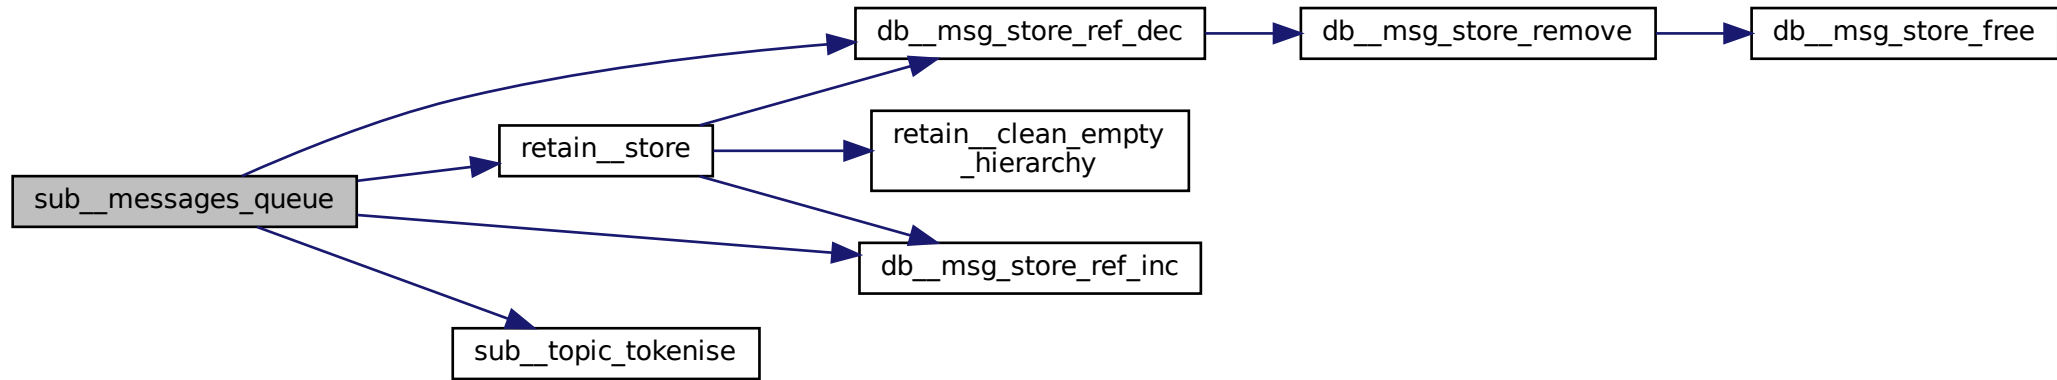 db__msg_store_ref_dec
db__msg_store_remove
db__msg_store_free
retain__store
retain__clean_empty
_hierarchy
sub__messages_queue
db__msg_store_ref_inc
sub__topic_tokenise